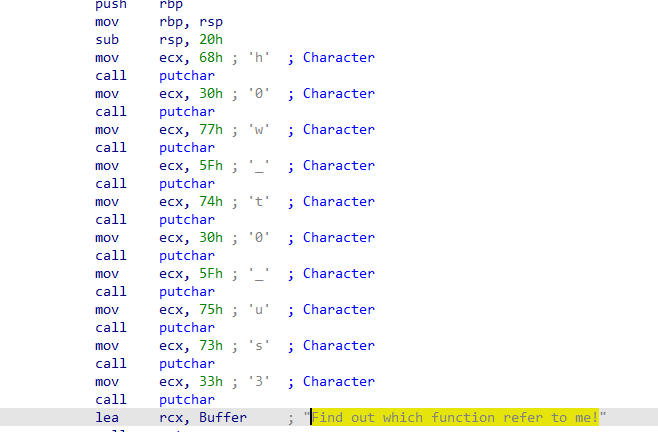 push rbp
mov rbp, rsp
sub rsp, 20h
mov ecx, 68h ; 'h' ; Character
call putchar
mov ecx, 30h ; '0' ; Character
call putchar
mov ecx, 77h ; 'w' ; Character
call putchar
mov ecx, 5Fh ; '_' ; Character
call putchar
mov ecx, 74h ; 't' ; Character
call putchar
mov ecx, 30h ; '0' ; Character
call putchar
mov ecx, 5Fh ; '_' ; Character
call putchar
mov ecx, 75h ; 'u' ; Character
call putchar
mov ecx, 73h ; 's' ; Character
call putchar
mov ecx, 33h ; '3' ; Character
call putchar
lea rcx, Buffer ; "Find out which function refer to me!"